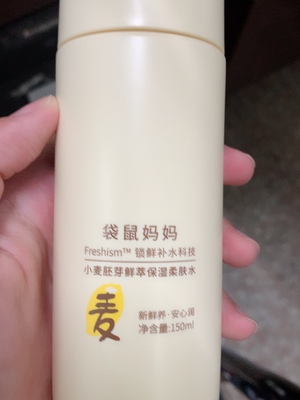 袋鼠妈妈
Freshism™ 锁鲜补水科技
小麦胚芽鲜萃保湿柔肤水
麦
新鲜养·安心润
净含量:150ml